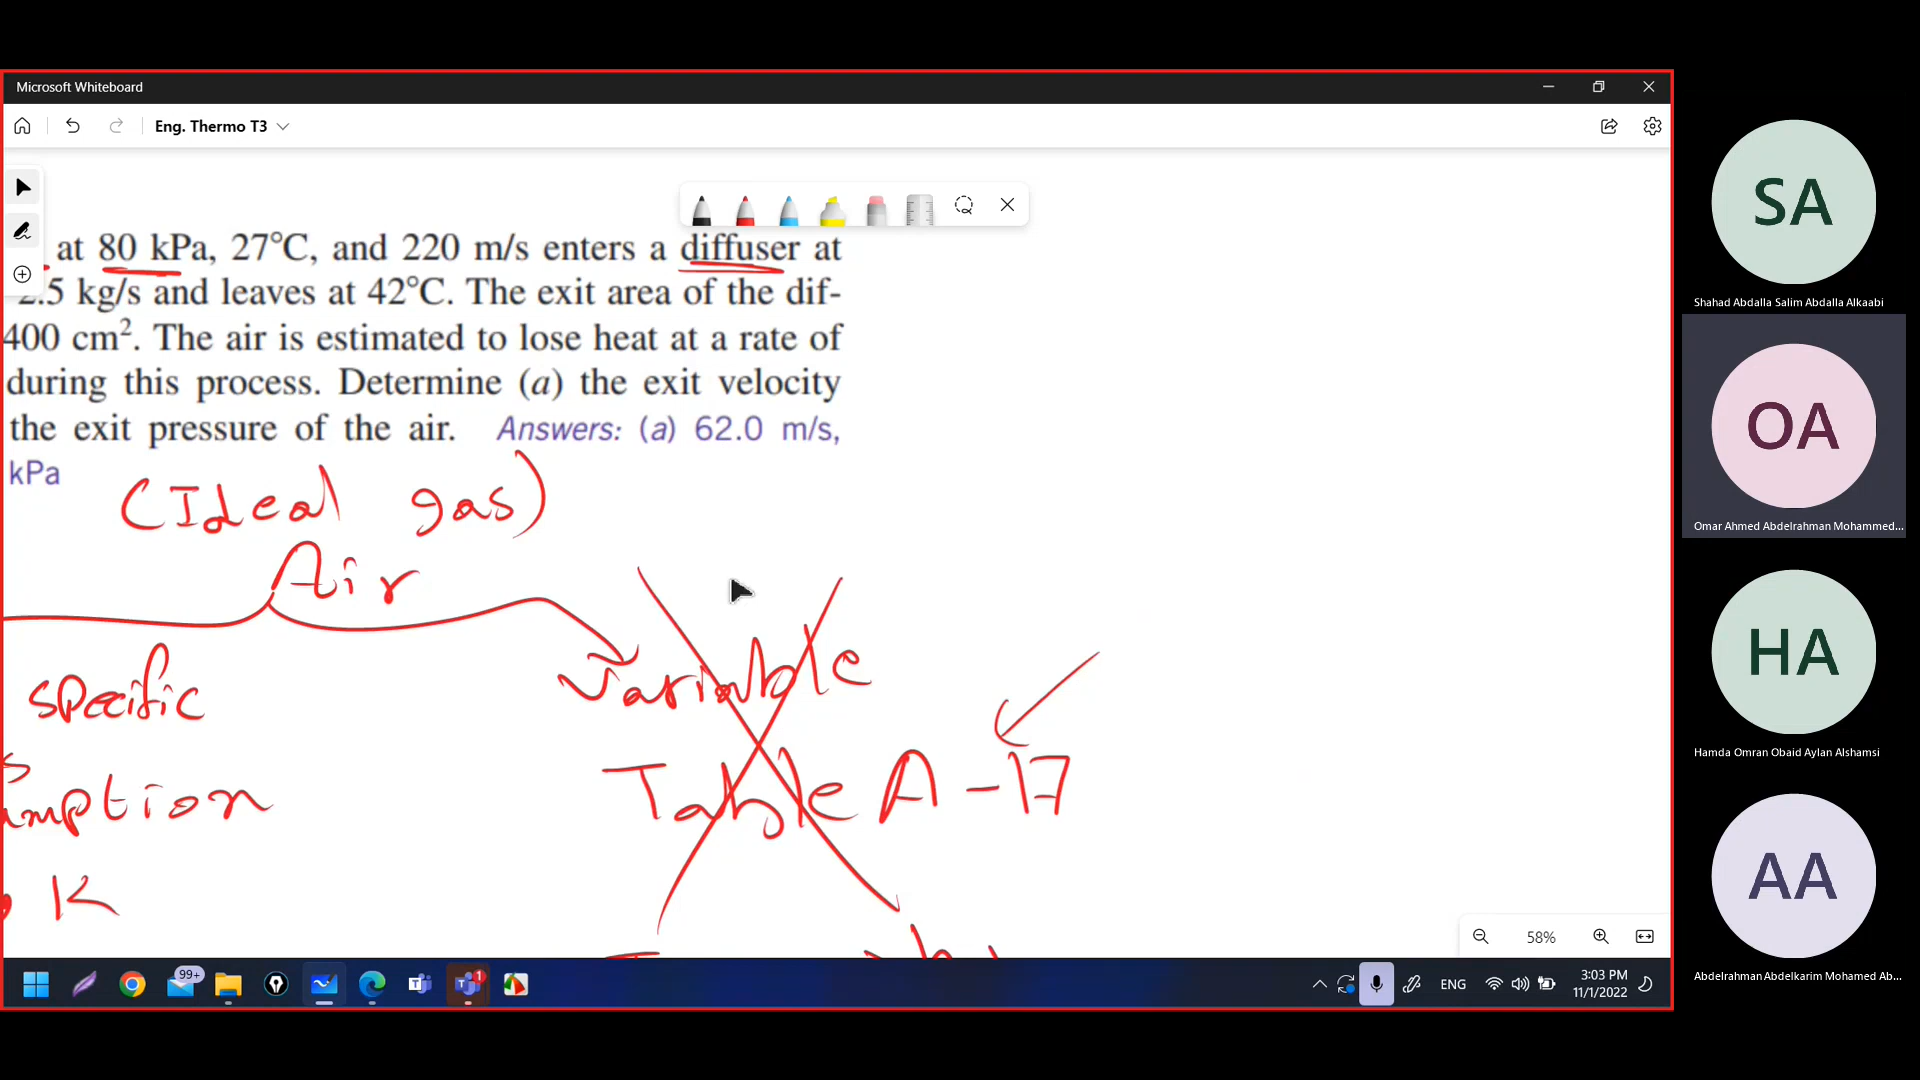 Microsoft Whiteboard
Eng. Thermo T3
at 80 kPa, 27°C, and 220 m/s enters a diffuser at
2.5 kg/s and leaves at 42°C. The exit area of the dif-
400 cm². The air is estimated to lose heat at a rate of
during this process. Determine (a) the exit velocity
the exit pressure of the air. Answers: (a) 62.0 m/s,
kPa
(Ideal gas)
Air
specific
Variable
Table A-17
mption
K
58%
99+
1
ENG
3:03 PM
11/1/2022
SA
Shahad Abdalla Salim Abdalla Alkaabi
OA
Omar Ahmed Abdelrahman Mohammed...
HA
Hamda Omran Obaid Aylan Alshamsi
AA
Abdelrahman Abdelkarim Mohamed Ab...